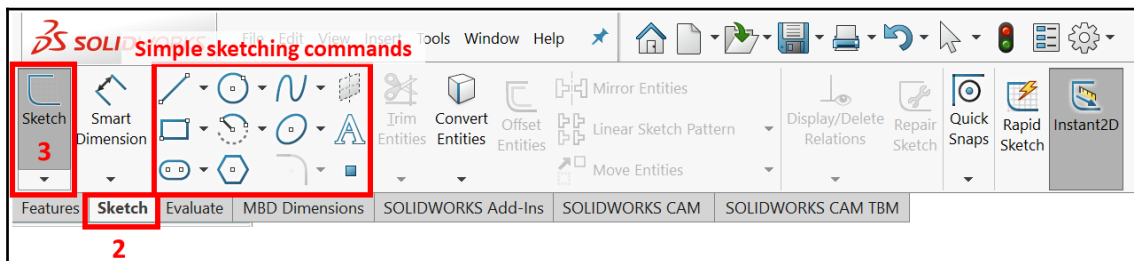 SOLIDWORKS File Edit View Insert Tools Window Help
Simple sketching commands
Sketch
3
Smart
Dimension
A
Trim
Entities
Convert
Entities
Offset
Entities
Mirror Entities
Linear Sketch Pattern
Move Entities
Display/Delete
Relations
Repair
Sketch
Quick
Snaps
Rapid
Sketch
Instant2D
Features Sketch Evaluate MBD Dimensions SOLIDWORKS Add-Ins SOLIDWORKS CAM SOLIDWORKS CAM TBM
2